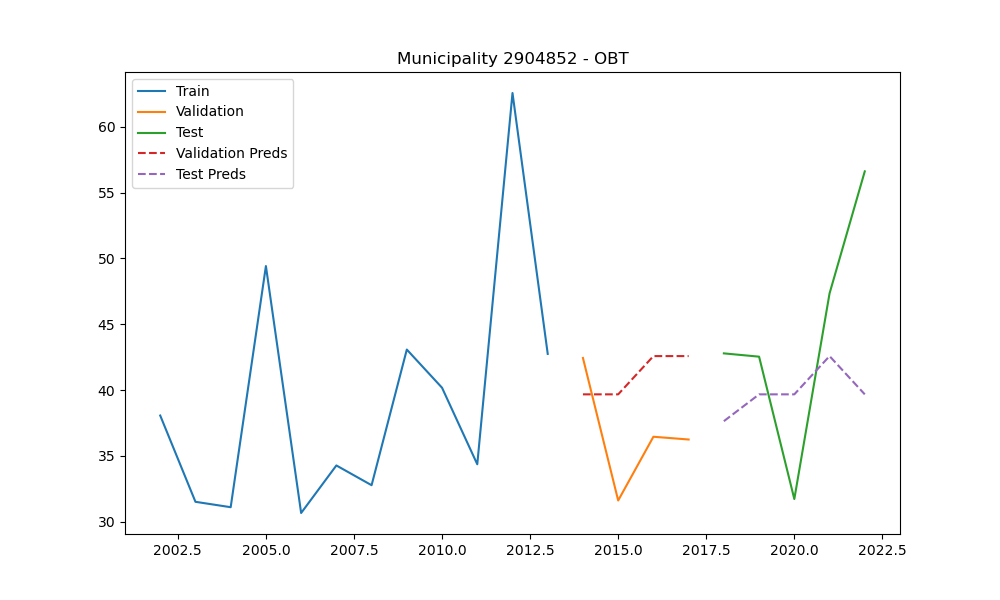 Municipality 2904852 - OBT
Train
Validation
Test
Validation Preds
Test Preds
60
55
50
45
40
35
30
2002.5 2005.0 2007.5 2010.0 2012.5 2015.0 2017.5 2020.0 2022.5